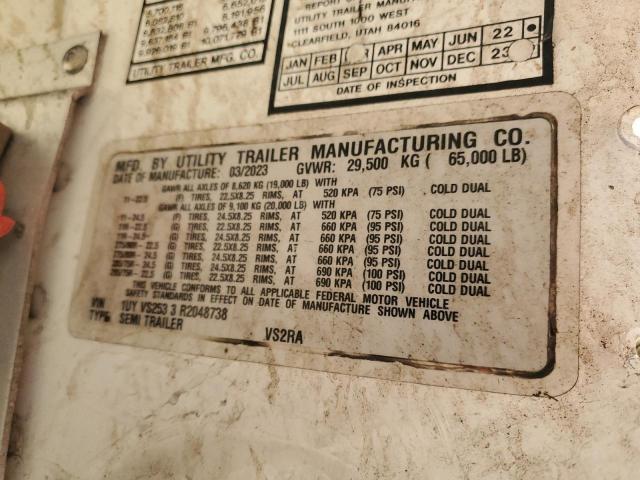 UTILITY TRAILER MFG. CO.
UTILITY TRAILER MANUF
1111 SOUTH 1000 WEST
CLEARFIELD, UTAH 84016
JAN FEB APR MAY JUN 22
JUL AUG SEP OCT NOV DEC 23
DATE OF INSPECTION
MFD. BY UTILITY TRAILER MANUFACTURING CO.
DATE OF MANUFACTURE: 03/2023 GVWR: 29,500 KG ( 65,000 LB)
GAWR ALL AXLES OF 8,620 KG (19,000 LB) WITH
11-22.5 (F) TIRES, 22.5X8.25 RIMS, AT 520 KPA (75 PSI) . COLD DUAL
GAWR ALL AXLES OF 9,100 KG (20,000 LB) WITH
11-24.5 (F) TIRES, 24.5X8.25 RIMS, AT 520 KPA (75 PSI) COLD DUAL
(G) TIRES, 22.5X8.25 RIMS, AT 660 KPA (95 PSI) COLD DUAL
(G) TIRES, 24.5X8.25 RIMS, AT 660 KPA (95 PSI) COLD DUAL
(G) TIRES, 22.5X8.25 RIMS, AT 660 KPA (95 PSI) COLD DUAL
(G) TIRES, 24.5X8.25 RIMS, AT 660 KPA (95 PSI) COLD DUAL
(G) TIRES, 24.5X8.25 RIMS, AT 690 KPA (100 PSI) COLD DUAL
(G) TIRES, 22.5X8.25 RIMS, AT 690 KPA (100 PSI) COLD DUAL
THIS VEHICLE CONFORMS TO ALL APPLICABLE FEDERAL MOTOR VEHICLE
SAFETY STANDARDS IN EFFECT ON DATE OF MANUFACTURE SHOWN ABOVE
VIN 1UY VS253 3 R2048738
TYPE: SEMI TRAILER VS2RA